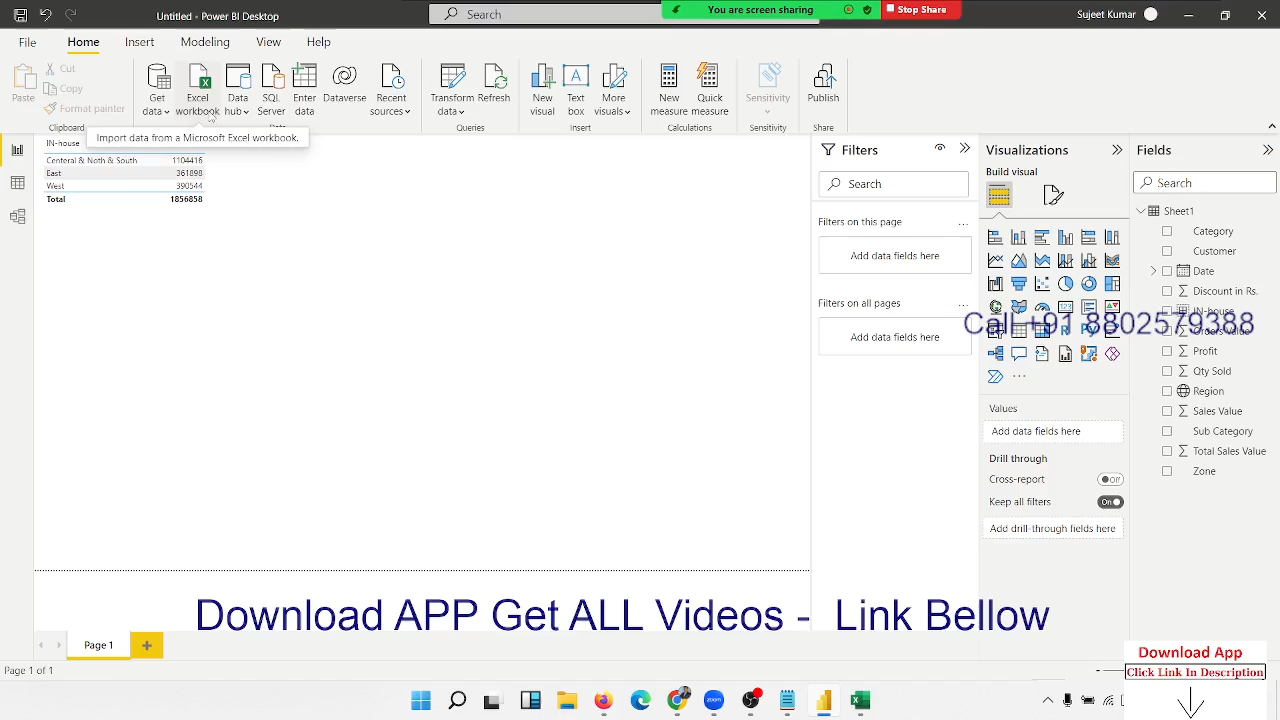 Untitled - Power BI Desktop
Search
You are screen sharing
Stop Share
Sujeet Kumar
File
Home
Insert
Modeling
View
Help
Paste
Cut
Copy
Format painter
Clipboard
Get data
Excel workbook
Data hub
SQL Server
Enter data
Dataverse
Recent sources
Transform data
Refresh
Queries
New visual
Text box
More visuals
Insert
New measure
Quick measure
Calculations
Sensitivity
Sensitivity
Publish
Share
Import data from a Microsoft Excel workbook.
IN-house
Centeral & Noth & South 1104416
East 361898
West 390544
Total 1856858
Filters
Search
Filters on this page
Add data fields here
Filters on all pages
Add data fields here
Visualizations
Build visual
Values
Add data fields here
Drill through
Cross-report
Off
Keep all filters
On
Add drill-through fields here
Fields
Search
Sheet1
Category
Customer
Date
Discount in Rs.
IN-house
Orders Value
Profit
Qty Sold
Region
Sales Value
Sub Category
Total Sales Value
Zone
Call +91 8802579388
Download APP Get ALL Videos - Link Bellow
Page 1
Page 1 of 1
Download App
Click Link In Description